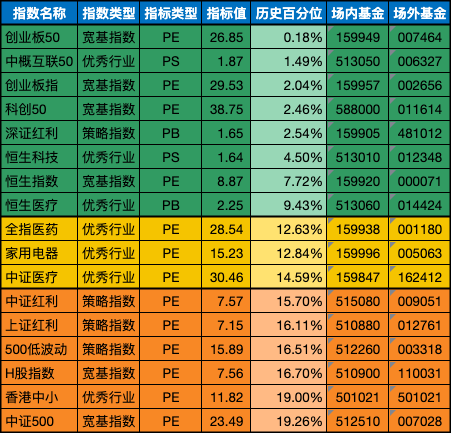 指数名称 指数类型 指标类型 指标值 历史百分位 场内基金 场外基金
创业板50 宽基指数 PE 26.85 0.18% 159949 007464
中概互联50 优秀行业 PS 1.87 1.49% 513050 006327
创业板指 宽基指数 PE 29.53 2.04% 159957 002656
科创50 宽基指数 PE 38.75 2.46% 588000 011614
深证红利 策略指数 PB 1.65 2.54% 159905 481012
恒生科技 优秀行业 PS 1.64 4.50% 513010 012348
恒生指数 宽基指数 PE 8.87 7.72% 159920 000071
恒生医疗 优秀行业 PB 2.25 9.43% 513060 014424
全指医药 优秀行业 PE 28.54 12.63% 159938 001180
家用电器 优秀行业 PE 15.23 12.84% 159996 005063
中证医疗 优秀行业 PE 30.46 14.59% 159847 162412
中证红利 策略指数 PE 7.57 15.70% 515080 009051
上证红利 策略指数 PE 7.15 16.11% 510880 012761
500低波动 策略指数 PE 15.89 16.51% 512260 003318
H股指数 宽基指数 PE 7.56 16.70% 510900 110031
香港中小 优秀行业 PE 11.82 19.00% 501021 501021
中证500 宽基指数 PE 23.49 19.26% 512510 007028